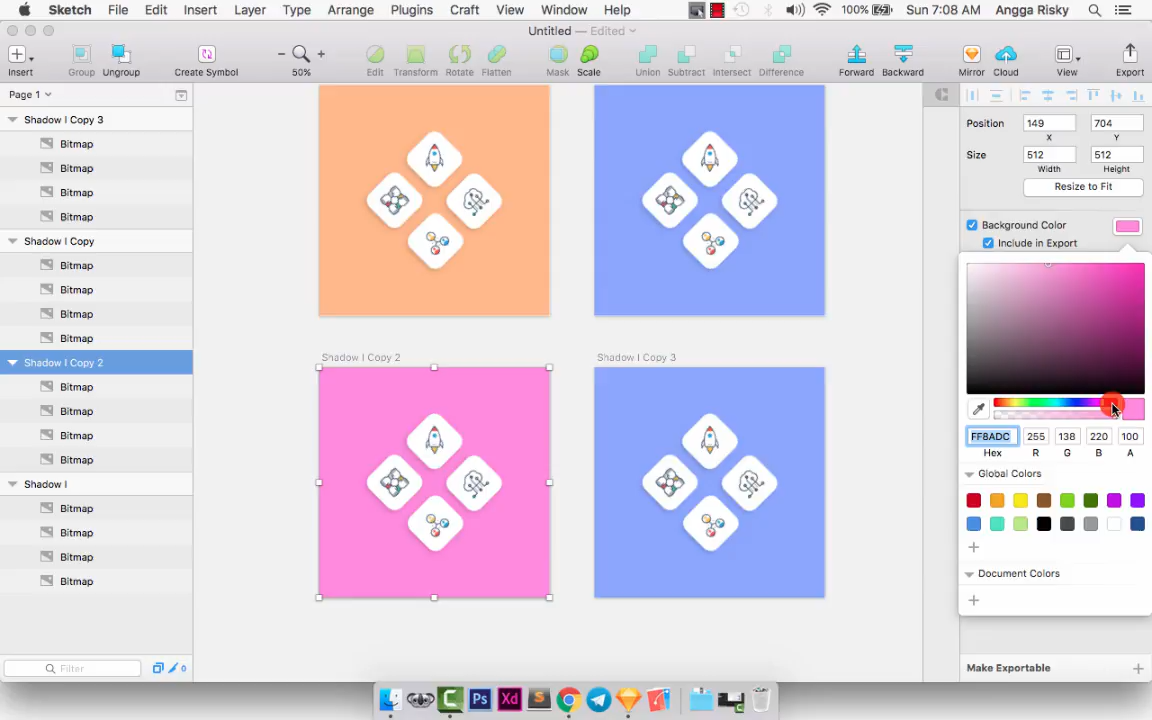 Sketch File Edit Insert Layer Type Arrange Plugins Craft View Window Help 100% Sun 7:08 AM Angga Risky
Untitled — Edited
Insert Group Ungroup Create Symbol 50% Edit Transform Rotate Flatten Mask Scale Union Subtract Intersect Difference Forward Backward Mirror Cloud View Export
Page 1
Shadow I Copy 3
Bitmap
Bitmap
Bitmap
Bitmap
Shadow I Copy
Bitmap
Bitmap
Bitmap
Bitmap
Shadow I Copy 2
Bitmap
Bitmap
Bitmap
Bitmap
Shadow I
Bitmap
Bitmap
Bitmap
Bitmap
Filter
0
Shadow I Copy 2
Shadow I Copy 3
Position 149 704
X Y
Size 512 512
Width Height
Resize to Fit
Background Color
Include in Export
FF8ADC 255 138 220 100
Hex R G B A
Global Colors
Document Colors
Make Exportable
Ps Xd S